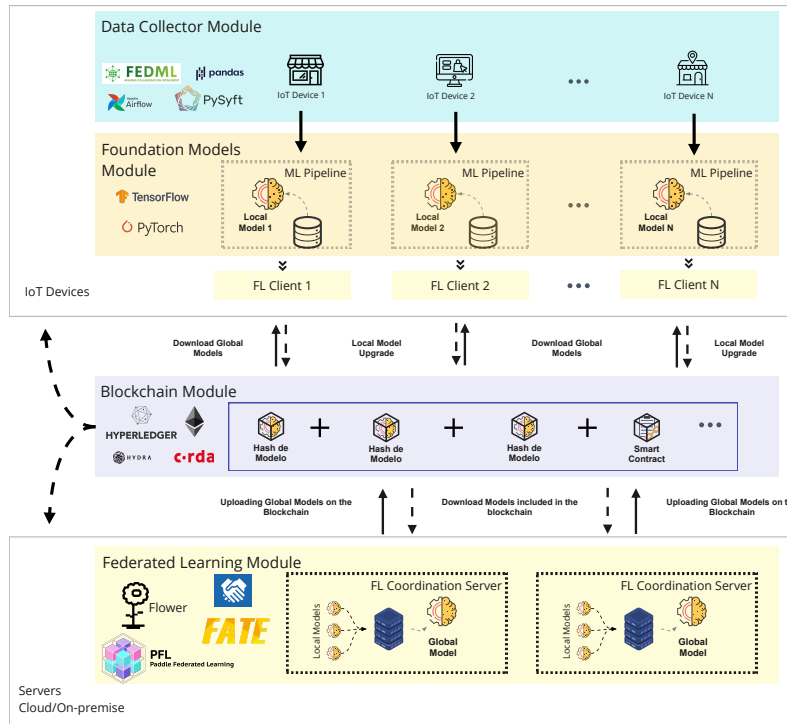 Data Collector Module
FEDML
pandas
Apache
Airflow
PySyft
IoT Device 1
IoT Device 2
...
IoT Device N
Foundation Models
Module
TensorFlow
PyTorch
ML Pipeline
Local
Model 1
ML Pipeline
Local
Model 2
...
ML Pipeline
Local
Model N
IoT Devices
FL Client 1
FL Client 2
...
FL Client N
Download Global
Models
Local Model
Upgrade
Download Global
Models
Local Model
Upgrade
Blockchain Module
HYPERLEDGER
HYDRA
c·rda
Hash de
Modelo
+
Hash de
Modelo
+
Hash de
Modelo
+
Smart
Contract
...
Uploading Global Models on the
Blockchain
Download Models included in the
blockchain
Uploading Global Models on t
Blockchain
Federated Learning Module
Flower
FATE
PFL
Paddle Federated Learning
FL Coordination Server
Local Models
Global
Model
FL Coordination Server
Local Models
Global
Model
Servers
Cloud/On-premise